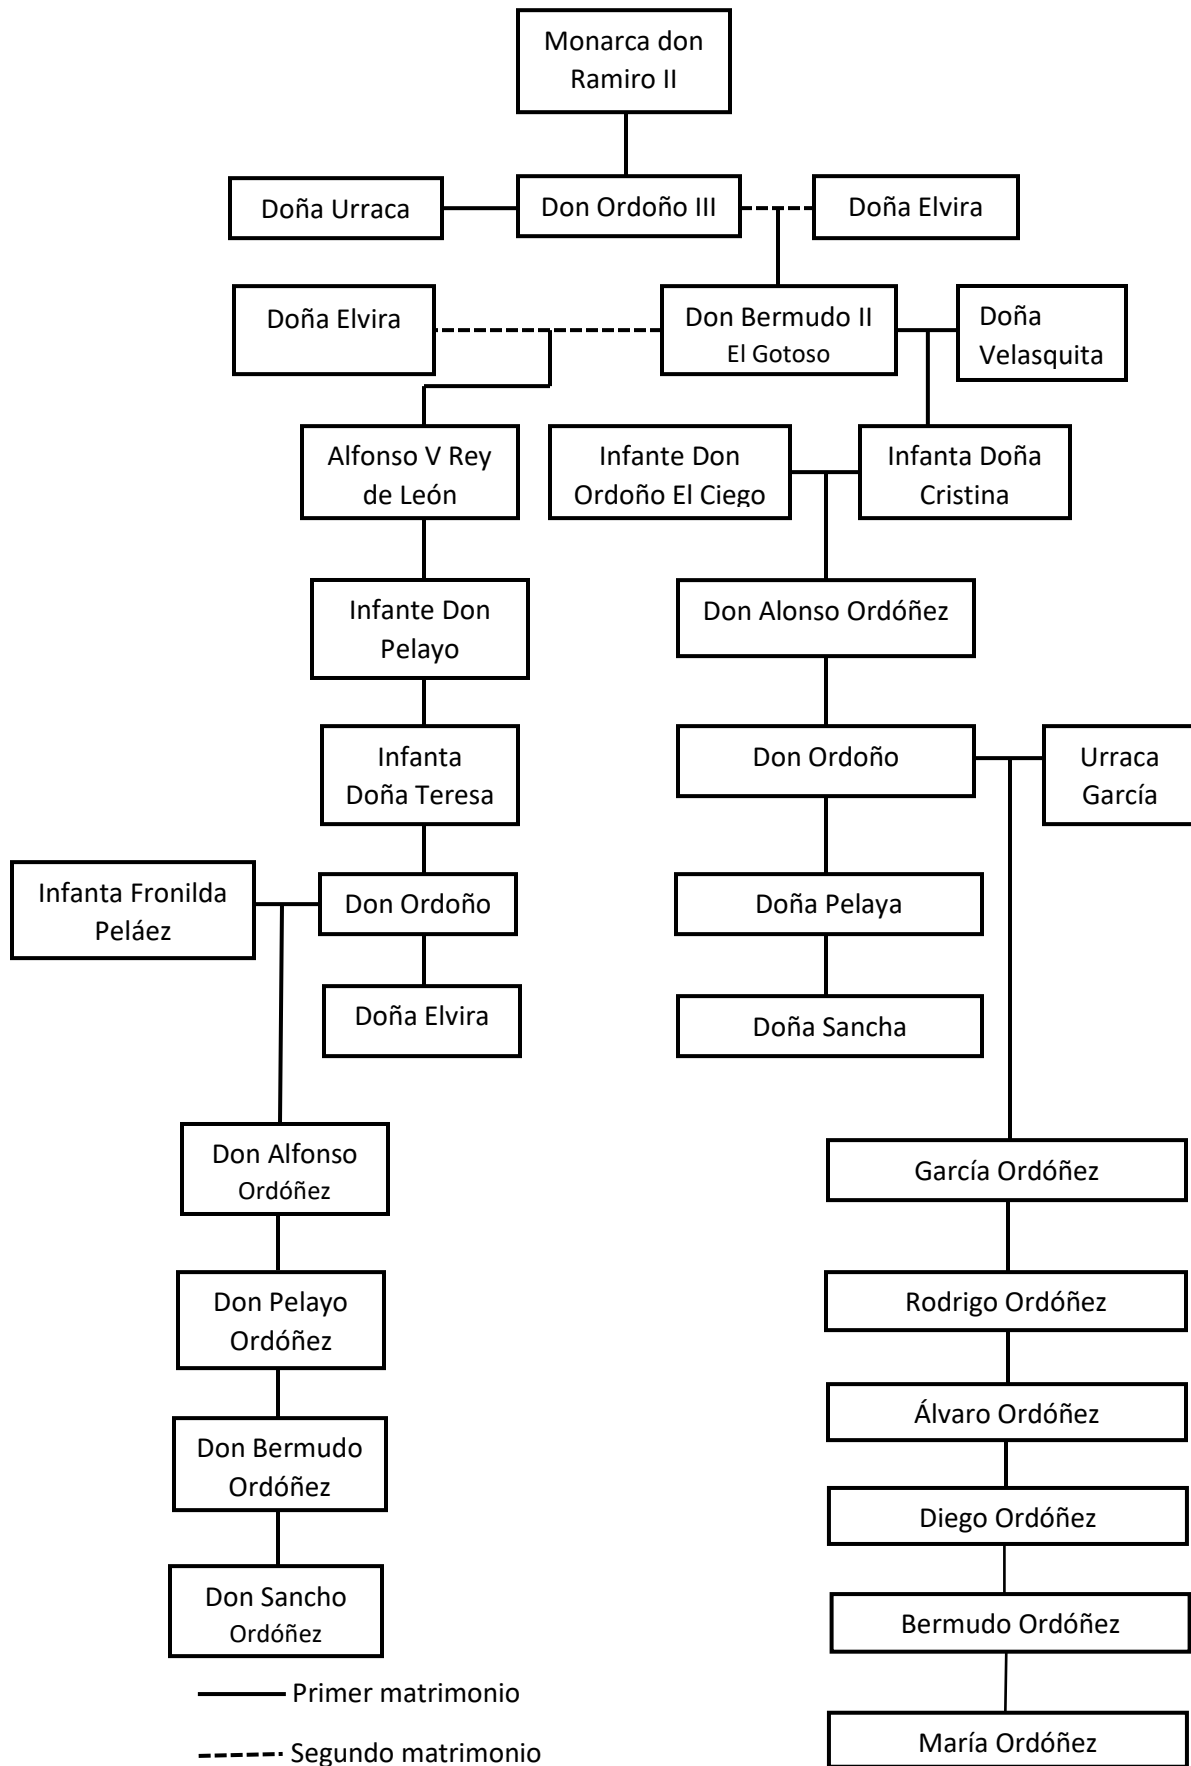 Monarca don
Ramiro II
Doña Urraca
Don Ordoño III
Doña Elvira
Doña Elvira
Don Bermudo II
El Gotoso
Doña
Velasquita
Alfonso V Rey
de León
Infante Don
Ordoño El Ciego
Infanta Doña
Cristina
Infante Don
Pelayo
Don Alonso Ordóñez
Infanta
Doña Teresa
Don Ordoño
Urraca
García
Infanta Fronilda
Peláez
Don Ordoño
Doña Pelaya
Doña Elvira
Doña Sancha
Don Alfonso
Ordóñez
García Ordóñez
Don Pelayo
Ordóñez
Rodrigo Ordóñez
Álvaro Ordóñez
Don Bermudo
Ordóñez
Diego Ordóñez
Don Sancho
Ordóñez
Bermudo Ordóñez
Primer matrimonio
María Ordóñez
Segundo matrimonio